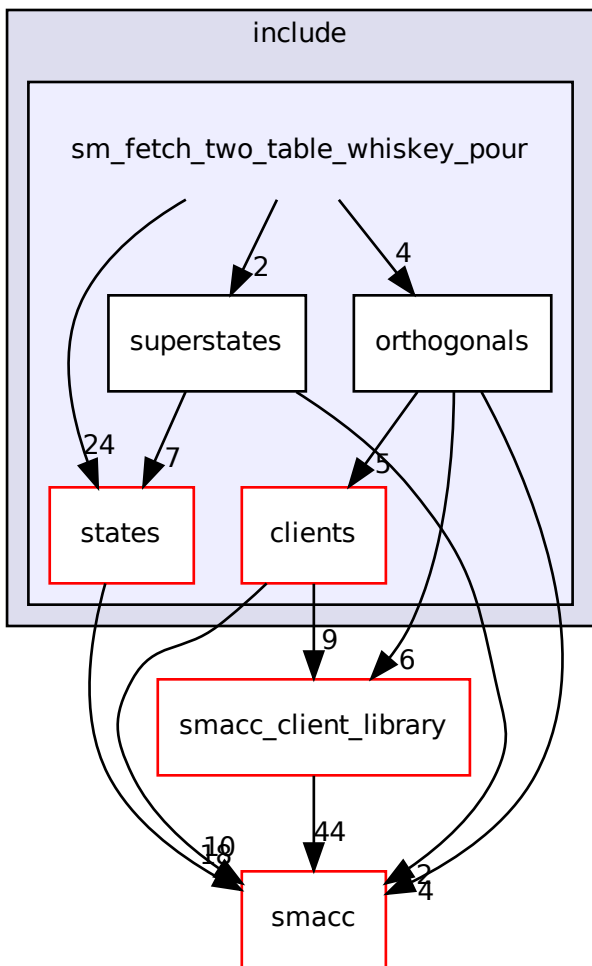 include
sm_fetch_two_table_whiskey_pour
2
4
superstates
orthogonals
24
7
5
states
clients
9
6
smacc_client_library
44
10
18
2
4
smacc